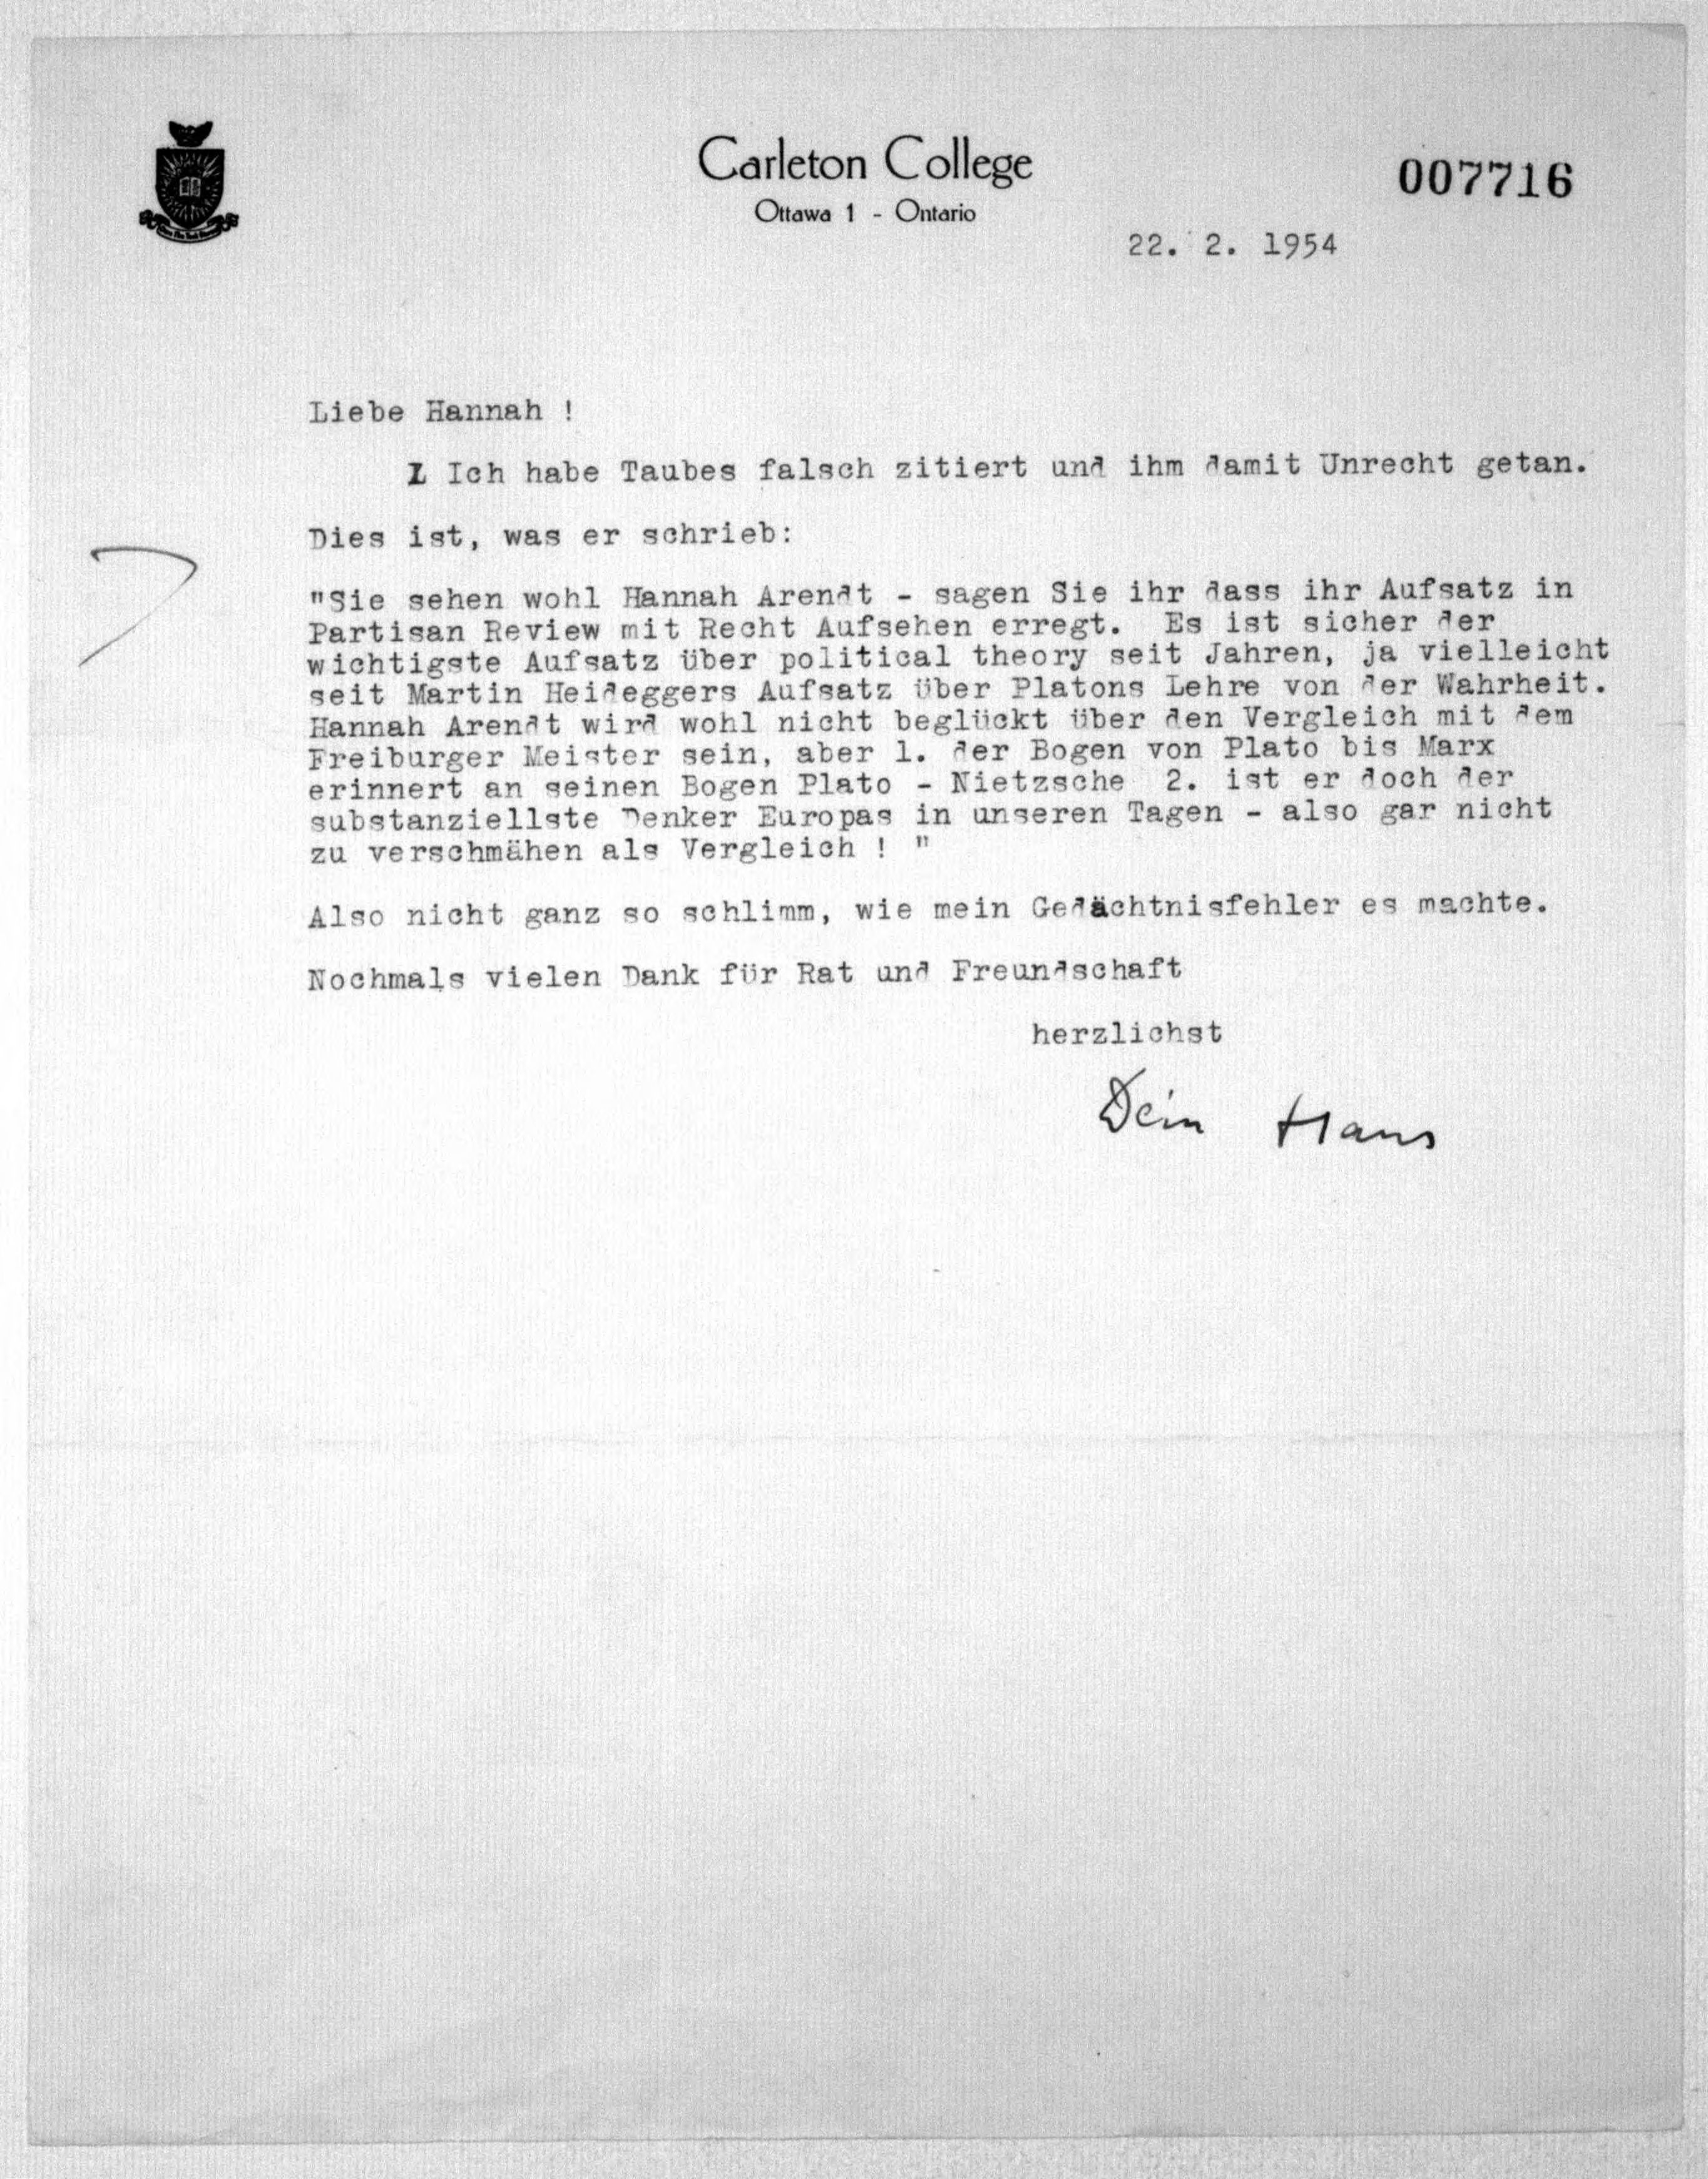 Carleton College
Ottawa 1 - Ontario
007716
22. 2. 1954
Liebe Hannah !
I Ich habe Taubes falsch zitiert und ihm damit Unrecht getan.
Dies ist, was er schrieb:
"Sie sehen wohl Hannah Arendt - sagen Sie ihr dass ihr Aufsatz in
Partisan Review mit Recht Aufsehen erregt. Es ist sicher der
wichtigste Aufsatz über political theory seit Jahren, ja vielleicht
seit Martin Heideggers Aufsatz über Platons Lehre von der Wahrheit.
Hannah Arendt wird wohl nicht beglückt über den Vergleich mit dem
Freiburger Meister sein, aber 1. der Bogen von Plato bis Marx
erinnert an seinen Bogen Plato - Nietzsche 2. ist er doch der
substanziellste Denker Europas in unseren Tagen - also gar nicht
zu verschmähen als Vergleich ! "
Also nicht ganz so schlimm, wie mein Gedächtnisfehler es machte.
Nochmals vielen Dank für Rat und Freundschaft
herzlichst
Dein Hans